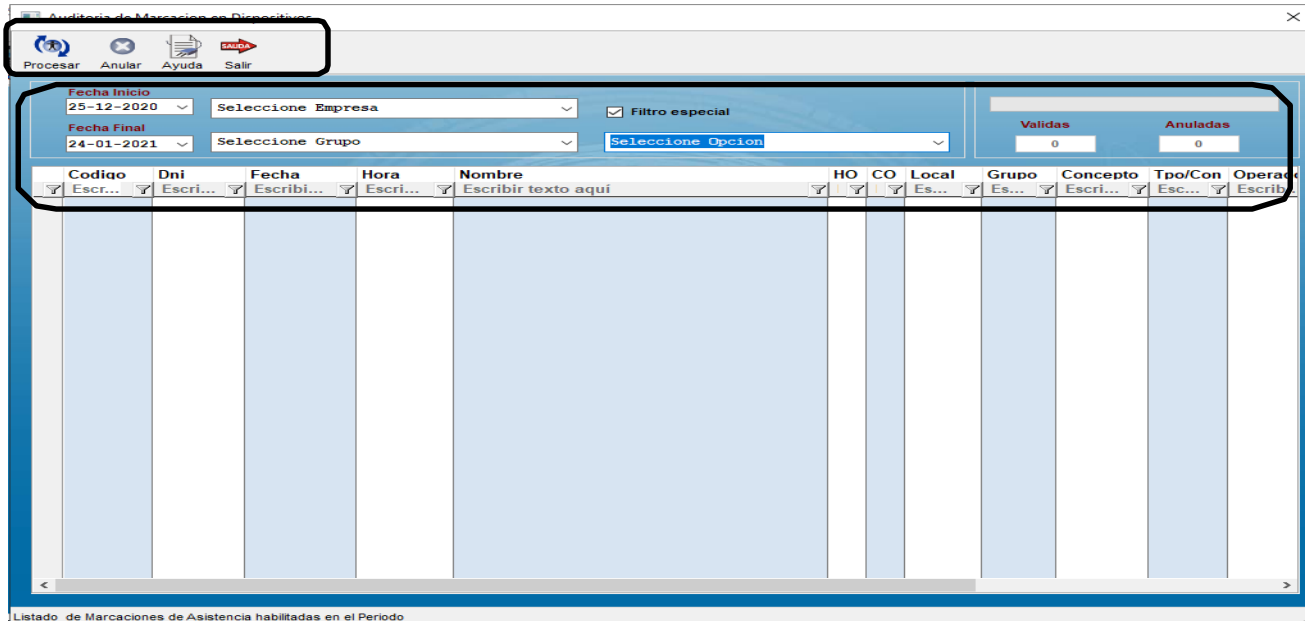 Auditoria de Marcacion en Dispositivos
SALIDA
Procesar Anular Ayuda Salir
Fecha Inicio
25-12-2020 Seleccione Empresa Filtro especial
Fecha Final Validas Anuladas
24-01-2021 Seleccione Grupo Seleccione Opcion 0 0
Codigo Dni Fecha Hora Nombre HO CO Local Grupo Concepto Tpo/Con Operado
Escr... Escri... Escribi... Escri... Escribir texto aquí Es... Es... Escri... Esc... Escrib...
Listado de Marcaciones de Asistencia habilitadas en el Periodo